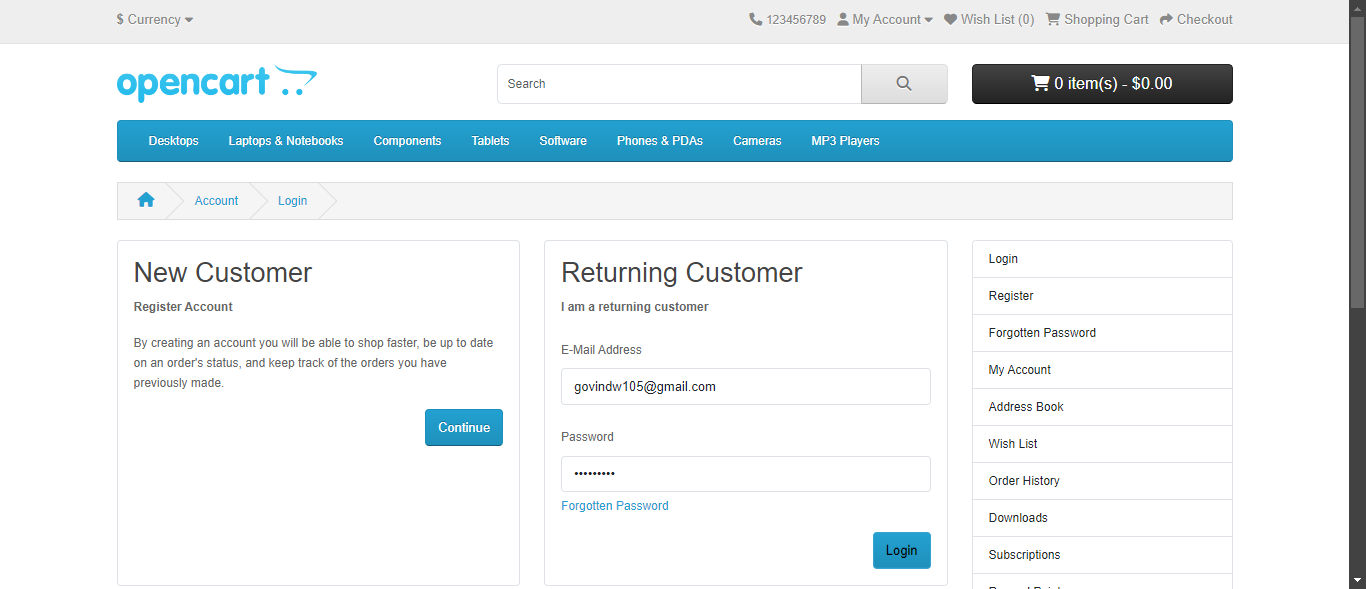 $ Currency
123456789 My Account Wish List (0) Shopping Cart Checkout
opencart
Search
0 item(s) - $0.00
Desktops Laptops & Notebooks Components Tablets Software Phones & PDAs Cameras MP3 Players
Account Login
New Customer
Register Account
By creating an account you will be able to shop faster, be up to date
on an order's status, and keep track of the orders you have
previously made.
Continue
Returning Customer
I am a returning customer
E-Mail Address
govindw105@gmail.com
Password
•••••••••
Forgotten Password
Login
Login
Register
Forgotten Password
My Account
Address Book
Wish List
Order History
Downloads
Subscriptions